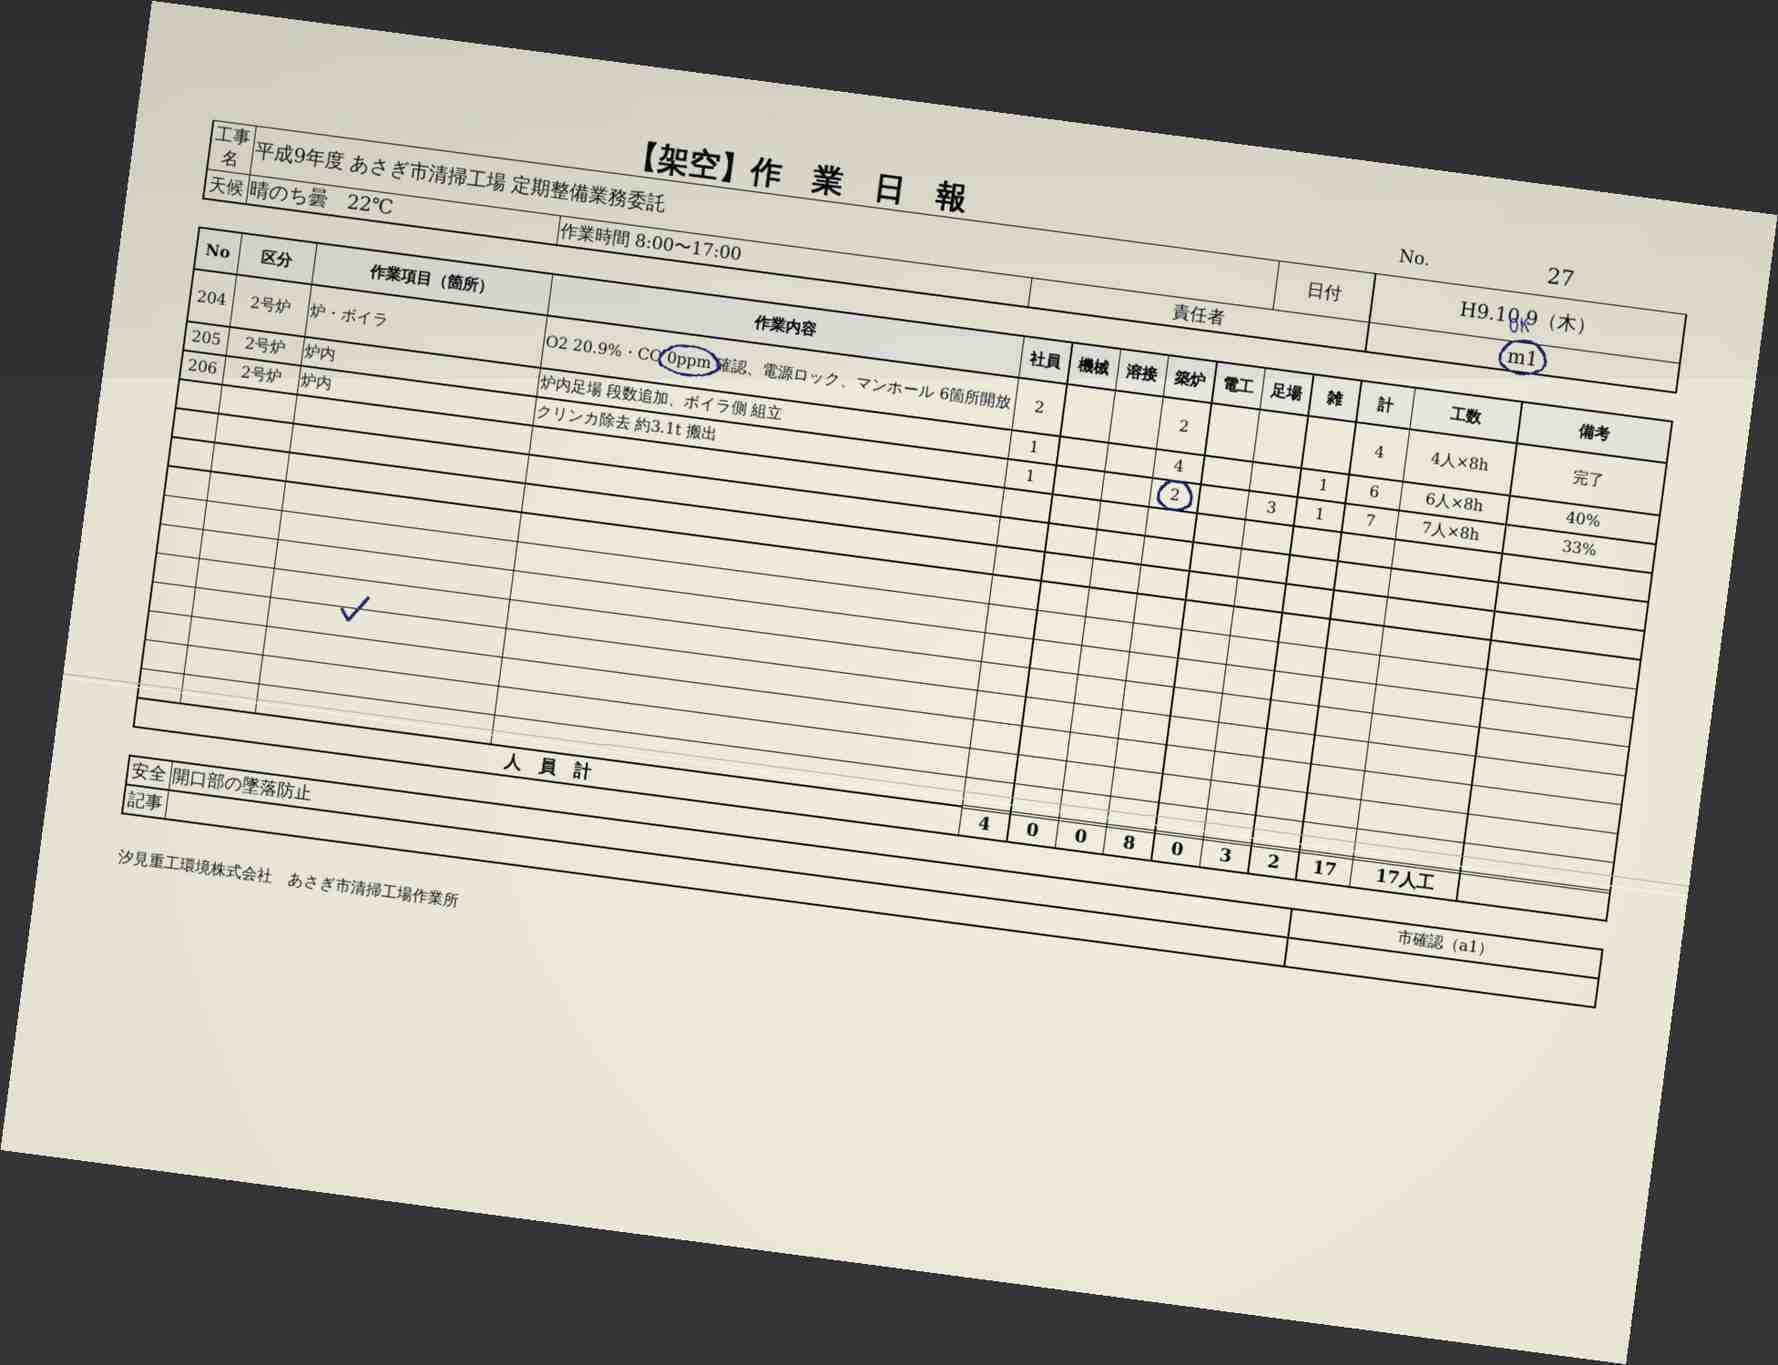 【架空】作 業 日 報
No. 27
工事名 平成9年度 あさぎ市清掃工場 定期整備業務委託 日付 H9.10.9（木）
OK
天候 晴のち曇 22℃ 作業時間 8:00〜17:00 責任者 m1
No 区分 作業項目（箇所） 作業内容 社員 機械 溶接 築炉 電工 足場 雑 計 工数 備考
204 2号炉 炉・ボイラ O2 20.9%・CO 0ppm 確認、電源ロック、マンホール 6箇所開放 2 2 4 4人×8h 完了
205 2号炉 炉内 炉内足場 段数追加、ボイラ側 組立 1 4 1 6 6人×8h 40%
206 2号炉 炉内 クリンカ除去 約3.1t 搬出 1 2 3 1 7 7人×8h 33%
人 員 計 4 0 0 8 0 3 2 17 17人工
安全 開口部の墜落防止 市確認（a1）
記事
汐見重工環境株式会社 あさぎ市清掃工場作業所